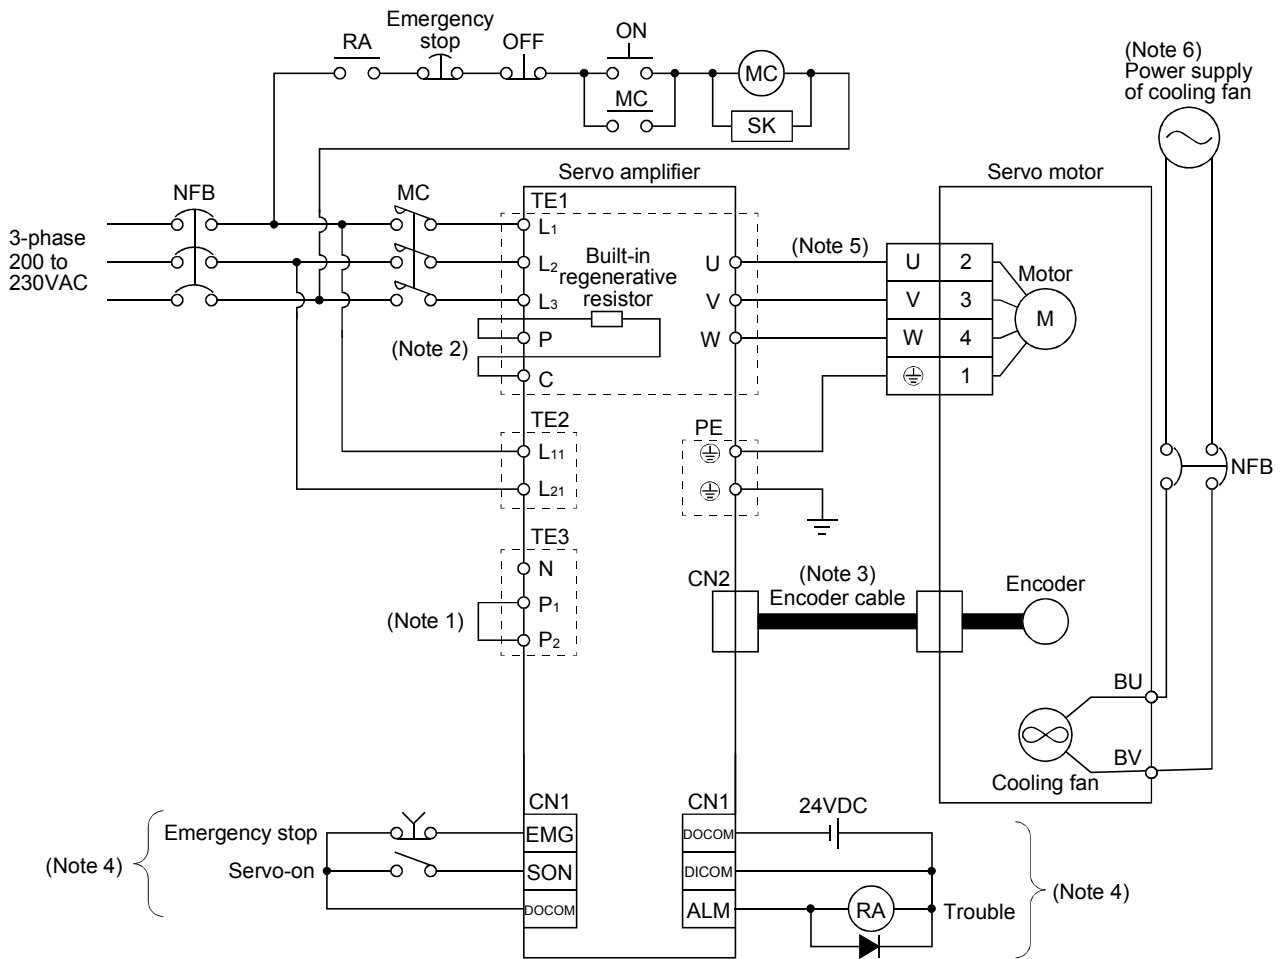 Emergency
stop
RA
OFF
ON
MC
MC
SK
(Note 6)
Power supply
of cooling fan
NFB
MC
Servo amplifier
Servo motor
3-phase
200 to
230VAC
TE1
L1
L2
L3
P
C
Built-in
regenerative
resistor
(Note 2)
U
V
W
(Note 5)
U 2
V 3
W 4
1
Motor
M
TE2
L11
L21
PE
NFB
TE3
N
P1
P2
(Note 1)
CN2
(Note 3)
Encoder cable
Encoder
BU
BV
Cooling fan
CN1
EMG
SON
DOCOM
Emergency stop
Servo-on
(Note 4)
CN1
DOCOM
DICOM
ALM
24VDC
RA
Trouble
(Note 4)